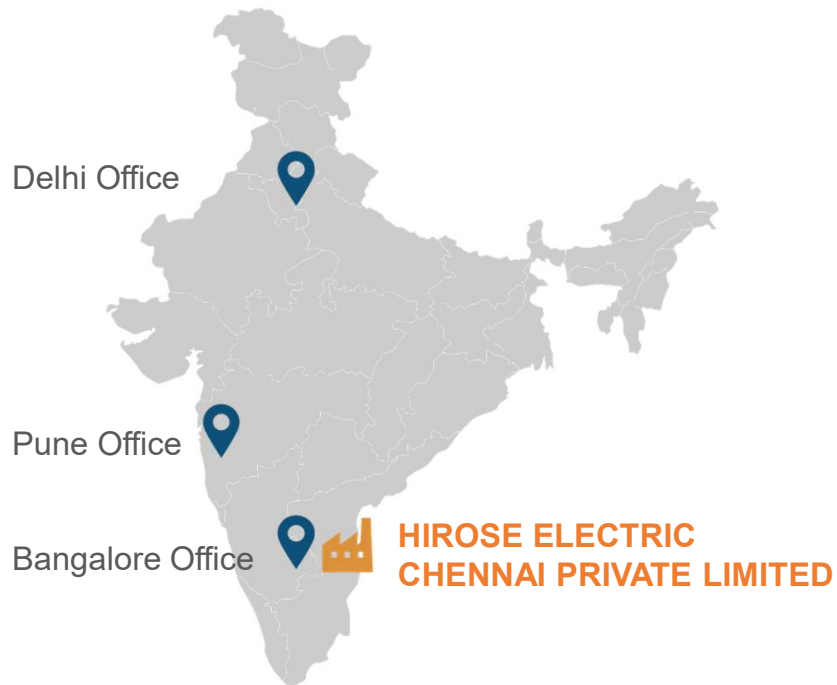 Delhi Office
Pune Office
Bangalore Office
HIROSE ELECTRIC
CHENNAI PRIVATE LIMITED